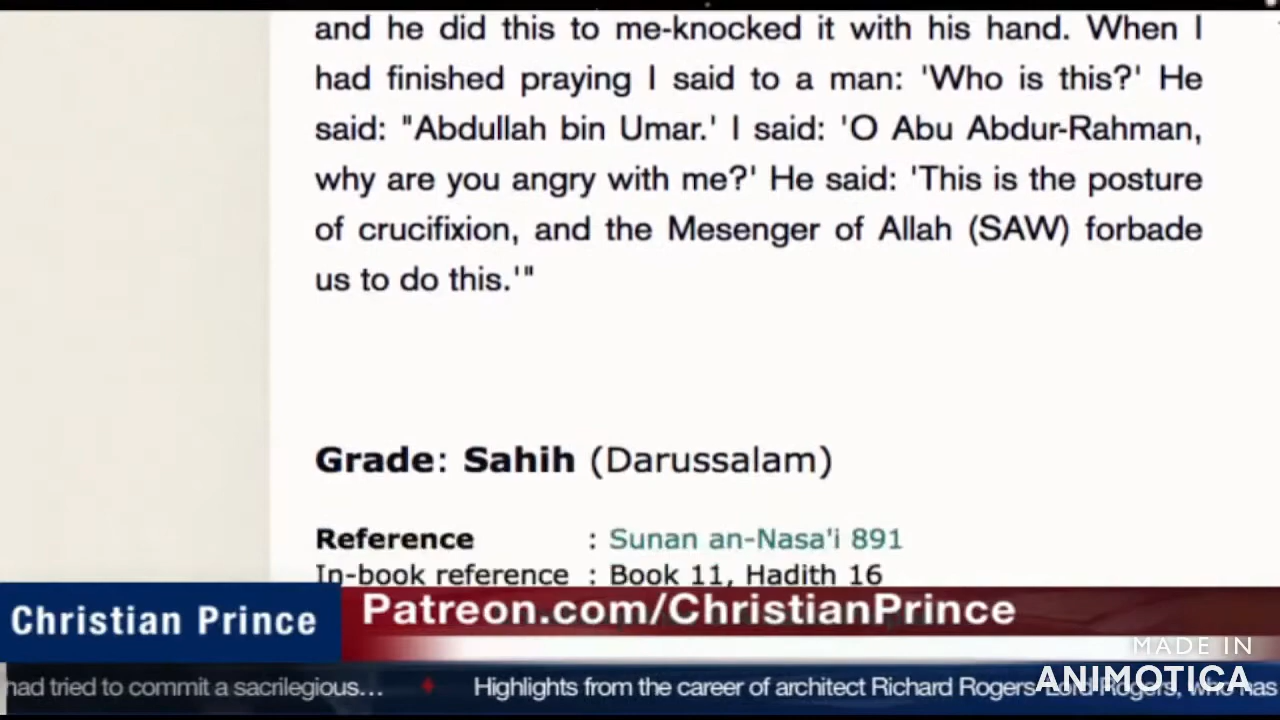 and he did this to me-knocked it with his hand. When I
had finished praying I said to a man: 'Who is this?' He
said: "Abdullah bin Umar.' I said: 'O Abu Abdur-Rahman,
why are you angry with me?' He said: 'This is the posture
of crucifixion, and the Mesenger of Allah (SAW) forbade
us to do this.'"
Grade: Sahih (Darussalam)
Reference : Sunan an-Nasa'i 891
In-book reference : Book 11, Hadith 16
Christian Prince
Patreon.com/ChristianPrince
MADE IN
ANIMOTICA
had tried to commit a sacrilegious... Highlights from the career of architect Richard Rogers Lord Rogers, who has